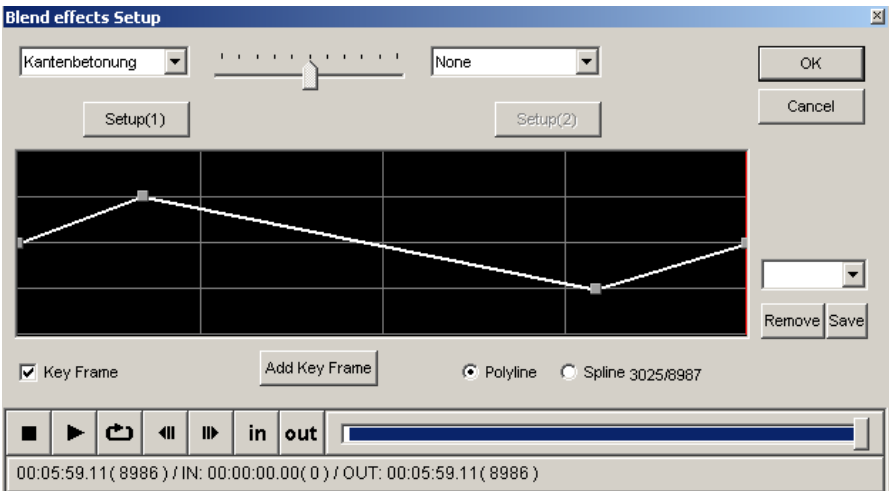 Blend effects Setup
Kantenbetonung None OK
Setup(1) Setup(2) Cancel
Remove Save
Key Frame Add Key Frame Polyline Spline 3025/8987
in out
00:05:59.11( 8986 ) / IN: 00:00:00.00( 0 ) / OUT: 00:05:59.11( 8986 )